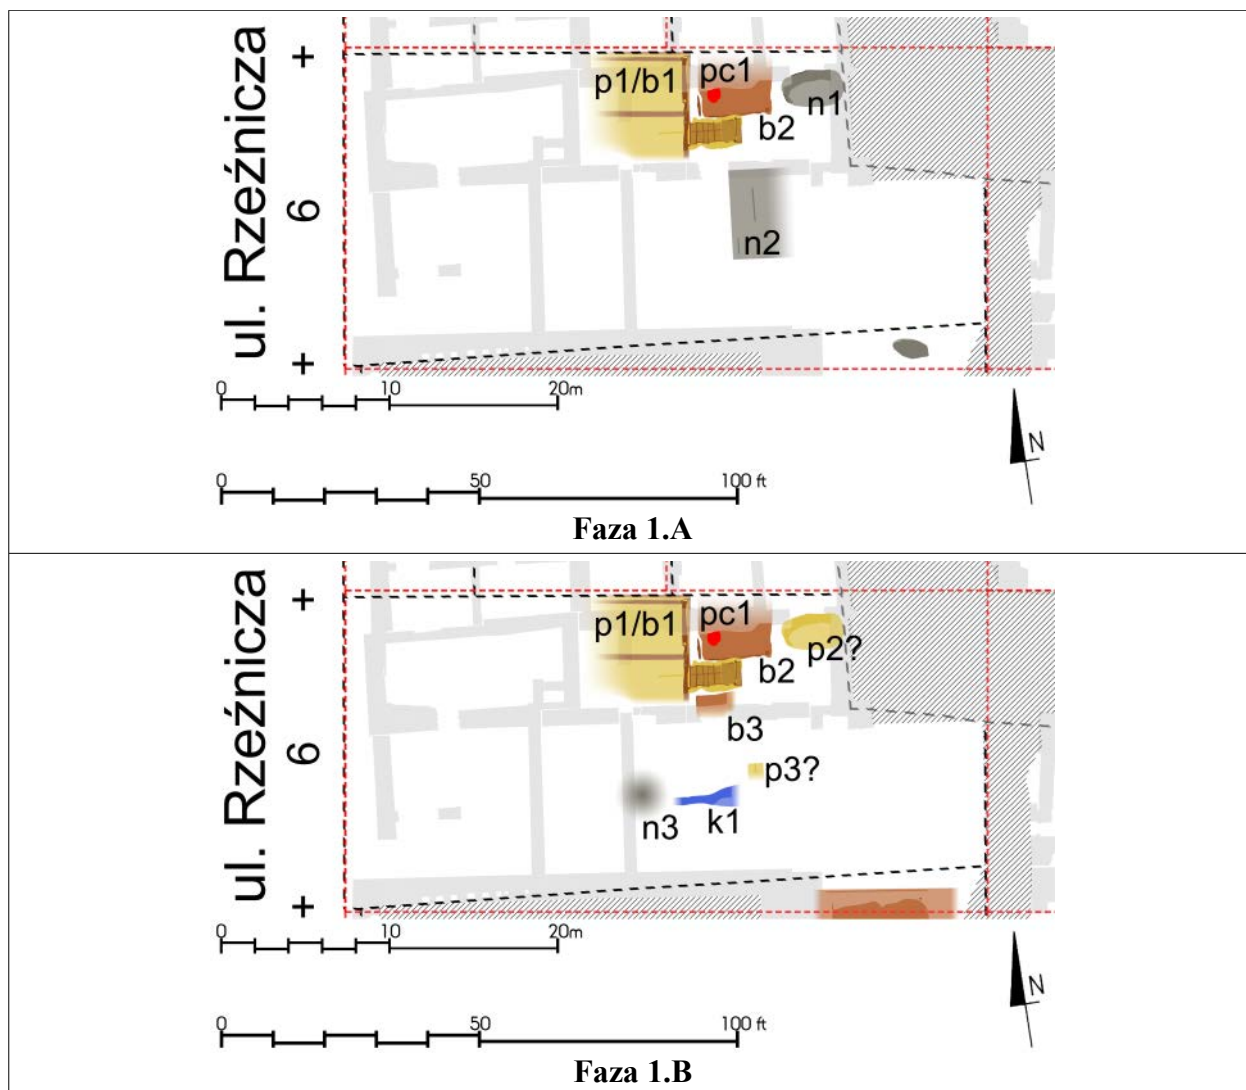 ul. Rzeźnicza
6
p1/b1
pc1
b2
n1
n2
0
10
20m
0
50
100 ft
N
Faza 1.A
ul. Rzeźnicza
6
p1/b1
pc1
b2
p2?
b3
p3?
n3
k1
0
10
20m
0
50
100 ft
N
Faza 1.B